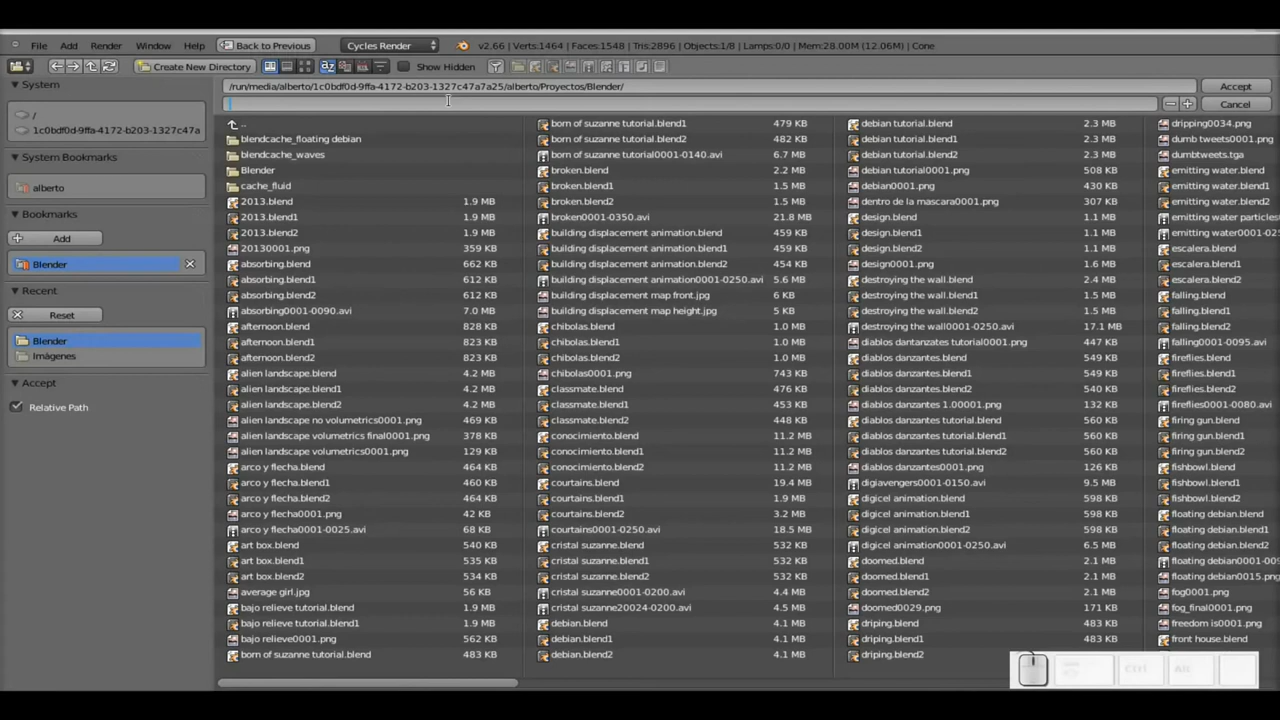 File Add Render Window Help Back to Previous Cycles Render v2.66 | Verts:1464 | Faces:1548 | Tris:2896 | Objects:1/8 | Lamps:0/0 | Mem:28.00M (12.06M) | Cone
Create New Directory Show Hidden
System
/
1c0bdf0d-9ffa-4172-b203-1327c47a
System Bookmarks
alberto
Bookmarks
Add
Blender
Recent
Reset
Blender
Imágenes
Accept
Relative Path
/run/media/alberto/1c0bdf0d-9ffa-4172-b203-1327c47a7a25/alberto/Proyectos/Blender/
Accept
Cancel
..
blendcache_floating debian
blendcache_waves
Blender
cache_fluid
2013.blend 1.9 MB
2013.blend1 1.9 MB
2013.blend2 1.9 MB
20130001.png 359 KB
absorbing.blend 662 KB
absorbing.blend1 612 KB
absorbing.blend2 612 KB
absorbing0001-0090.avi 7.0 MB
afternoon.blend 828 KB
afternoon.blend1 823 KB
afternoon.blend2 823 KB
alien landscape.blend 4.2 MB
alien landscape.blend1 4.2 MB
alien landscape.blend2 4.2 MB
alien landscape no volumetrics0001.png 469 KB
alien landscape volumetrics final0001.png 378 KB
alien landscape volumetrics0001.png 129 KB
arco y flecha.blend 464 KB
arco y flecha.blend1 460 KB
arco y flecha.blend2 464 KB
arco y flecha0001.png 42 KB
arco y flecha0001-0025.avi 68 KB
art box.blend 540 KB
art box.blend1 535 KB
art box.blend2 534 KB
average girl.jpg 56 KB
bajo relieve tutorial.blend 1.9 MB
bajo relieve tutorial.blend1 1.9 MB
bajo relieve0001.png 562 KB
born of suzanne tutorial.blend 483 KB
born of suzanne tutorial.blend1 479 KB
born of suzanne tutorial.blend2 482 KB
born of suzanne tutorial0001-0140.avi 6.7 MB
broken.blend 2.2 MB
broken.blend1 1.5 MB
broken.blend2 1.5 MB
broken0001-0350.avi 21.8 MB
building displacement animation.blend 459 KB
building displacement animation.blend1 459 KB
building displacement animation.blend2 454 KB
building displacement animation0001-0250.avi 5.6 MB
building displacement map front.jpg 6 KB
building displacement map height.jpg 5 KB
chibolas.blend 1.0 MB
chibolas.blend1 1.0 MB
chibolas.blend2 1.0 MB
chibolas0001.png 743 KB
classmate.blend 476 KB
classmate.blend1 453 KB
classmate.blend2 448 KB
conocimiento.blend 11.2 MB
conocimiento.blend1 11.2 MB
conocimiento.blend2 11.2 MB
courtains.blend 19.4 MB
courtains.blend1 1.9 MB
courtains.blend2 3.2 MB
courtains0001-0250.avi 18.5 MB
cristal suzanne.blend 532 KB
cristal suzanne.blend1 532 KB
cristal suzanne.blend2 532 KB
cristal suzanne0001-0200.avi 4.4 MB
cristal suzanne20024-0200.avi 4.5 MB
debian.blend 4.1 MB
debian.blend1 4.1 MB
debian.blend2 4.1 MB
debian tutorial.blend 2.3 MB
debian tutorial.blend1 2.3 MB
debian tutorial.blend2 2.3 MB
debian tutorial0001.png 508 KB
debian0001.png 430 KB
dentro de la mascara0001.png 307 KB
design.blend 1.1 MB
design.blend1 1.1 MB
design.blend2 1.1 MB
design0001.png 1.1 MB
destroying the wall.blend 2.4 MB
destroying the wall.blend1 1.5 MB
destroying the wall.blend2 1.5 MB
destroying the wall0001-0250.avi 17.1 MB
diablos dantanzates tutorial0001.png 447 KB
diablos danzantes.blend 549 KB
diablos danzantes.blend1 549 KB
diablos danzantes.blend2 540 KB
diablos danzantes 1.00001.png 132 KB
diablos danzantes tutorial.blend 560 KB
diablos danzantes tutorial.blend1 560 KB
diablos danzantes tutorial.blend2 560 KB
diablos danzantes0001.png 126 KB
digiavengers0001-0150.avi 9.5 MB
digicel animation.blend 598 KB
digicel animation.blend1 598 KB
digicel animation.blend2 598 KB
digicel animation0001-0250.avi 6.5 MB
doomed.blend 2.1 MB
doomed.blend1 2.1 MB
doomed.blend2 2.1 MB
doomed0029.png 171 KB
driping.blend 483 KB
driping.blend1 483 KB
driping.blend2
dripping0034.png
dumb tweets0001.png
dumbtweets.tga
emitting water.blend
emitting water.blend1
emitting water.blend2
emitting water particles
emitting water0001-02
escalera.blend
escalera.blend1
escalera.blend2
falling.blend
falling.blend1
falling.blend2
falling0001-0095.avi
fireflies.blend
fireflies.blend1
fireflies.blend2
fireflies0001-0080.avi
firing gun.blend
firing gun.blend1
firing gun.blend2
fishbowl.blend
fishbowl.blend1
fishbowl.blend2
floating debian.blend
floating debian.blend1
floating debian.blend2
floating debian0001-00
floating debian0015.png
fog0001.png
fog_final0001.png
freedom is0001.png
front house.blend
Ctrl Alt